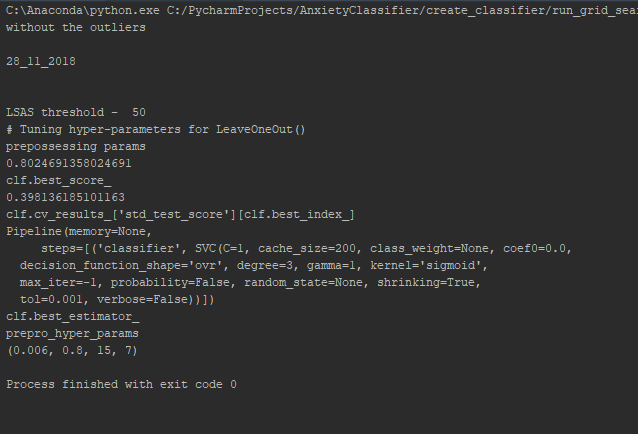 C:\Anaconda\python.exe C:/PycharmProjects/AnxietyClassifier/create_classifier/run_grid_sea
without the outliers
28_11_2018
LSAS threshold -  50
# Tuning hyper-parameters for LeaveOneOut()
prepossessing params
0.8024691358024691
clf.best_score_
0.398136185101163
clf.cv_results_['std_test_score'][clf.best_index_]
Pipeline(memory=None,
     steps=[('classifier', SVC(C=1, cache_size=200, class_weight=None, coef0=0.0,
  decision_function_shape='ovr', degree=3, gamma=1, kernel='sigmoid',
  max_iter=-1, probability=False, random_state=None, shrinking=True,
  tol=0.001, verbose=False))])
clf.best_estimator_
prepro_hyper_params
(0.006, 0.8, 15, 7)
Process finished with exit code 0